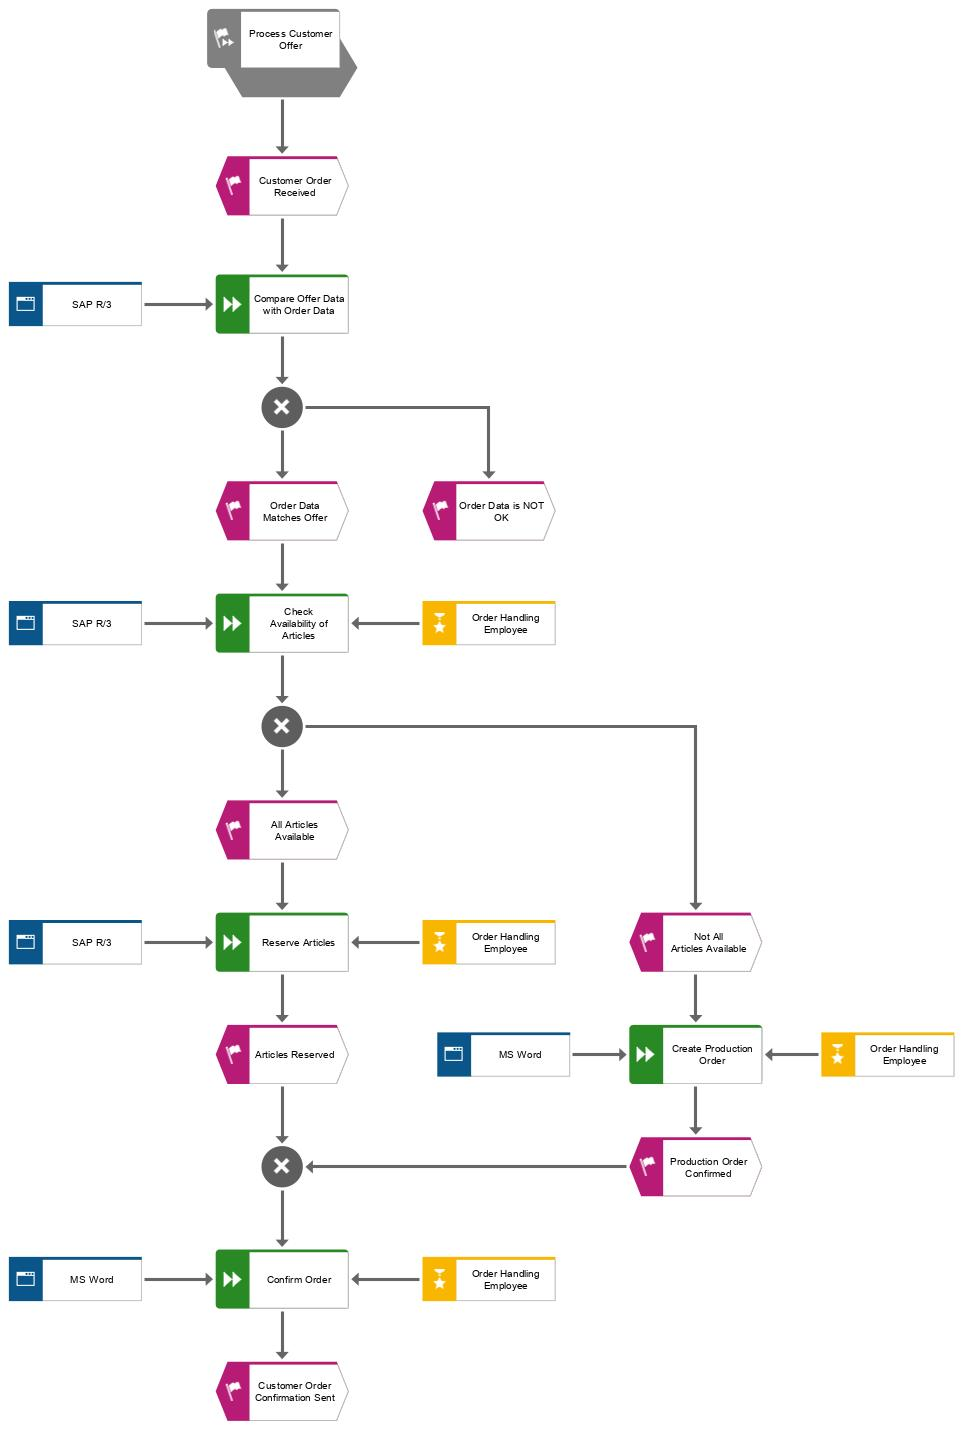 Process Customer
Offer
Customer Order
Received
SAP R/3
Compare Offer Data
with Order Data
Order Data
Matches Offer
Order Data is NOT
OK
SAP R/3
Check
Availability of
Articles
Order Handling
Employee
All Articles
Available
SAP R/3
Reserve Articles
Order Handling
Employee
Not All
Articles Available
Articles Reserved
MS Word
Create Production
Order
Order Handling
Employee
Production Order
Confirmed
MS Word
Confirm Order
Order Handling
Employee
Customer Order
Confirmation Sent